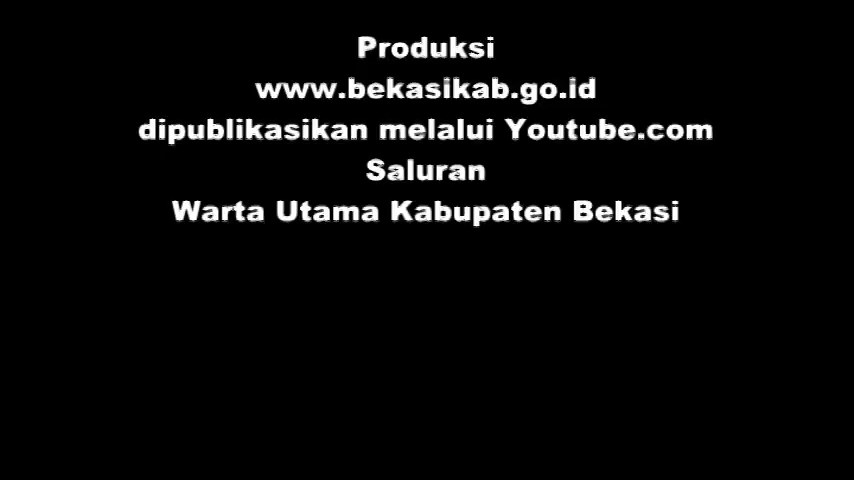 Produksi
www.bekasikab.go.id
dipublikasikan melalui Youtube.com
Saluran
Warta Utama Kabupaten Bekasi